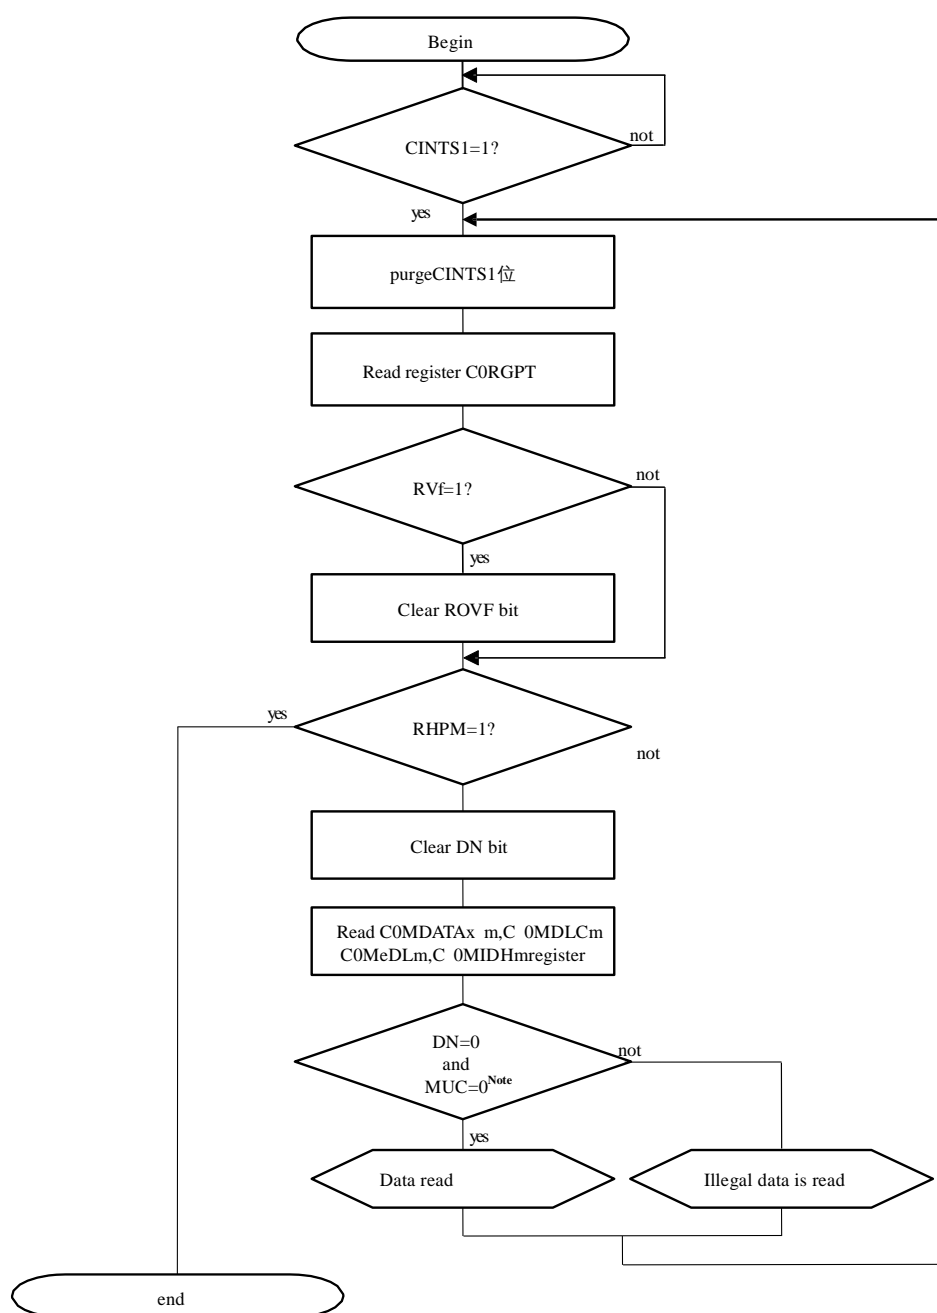 Begin
CINTS1=1?
not
yes
purgeCINTS1位
Read register C0RGPT
RVf=1?
not
yes
Clear ROVF bit
yes
RHPM=1?
not
Clear DN bit
Read C0MDATAx m,C 0MDLCm
C0MeDLm,C 0MIDHmregister
DN=0
and
MUC=0Note
not
yes
Data read
Illegal data is read
end